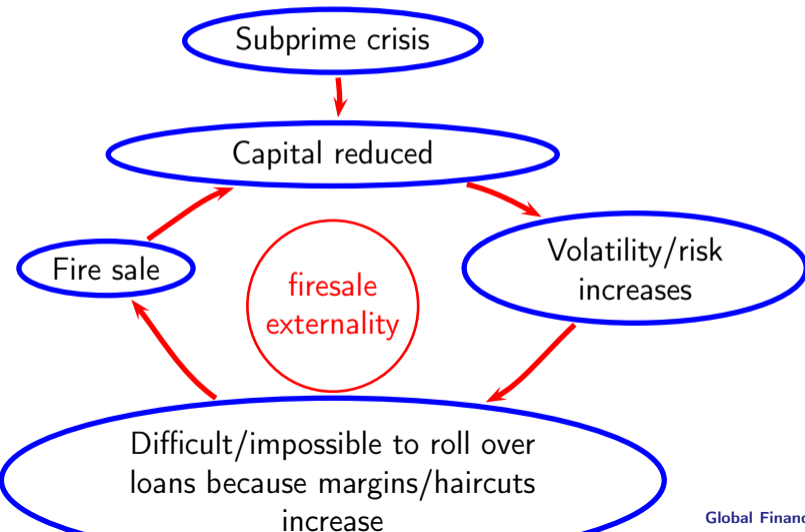 Subprime crisis
Capital reduced
Volatility/risk
increases
Fire sale
firesale
externality
Difficult/impossible to roll over
loans because margins/haircuts
increase
Global Financ